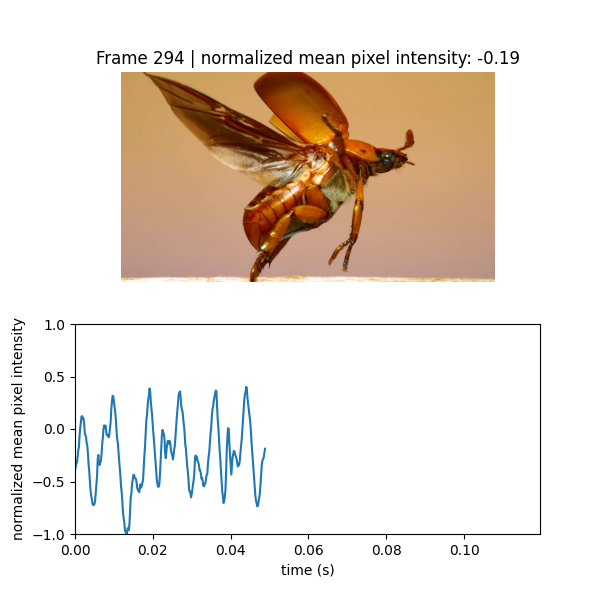 Frame 294 | normalized mean pixel intensity: -0.19
normalized mean pixel intensity
1.0
0.5
0.0
−0.5
−1.0
0.00 0.02 0.04 0.06 0.08 0.10
time (s)